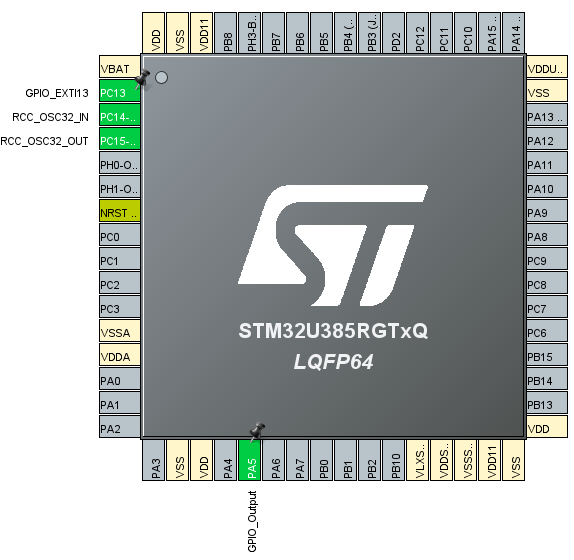 VDD
VSS
VDD11
PB8
PH3-B..
PB7
PB6
PB5
PB4 (..
PB3 (J..
PD2
PC12
PC11
PC10
PA15 ..
PA14 ..
VBAT
GPIO_EXTI13 PC13
RCC_OSC32_IN PC14-..
RCC_OSC32_OUT PC15-..
PH0-O..
PH1-O..
NRST ..
PC0
PC1
PC2
PC3
VSSA
VDDA
PA0
PA1
PA2
VDDU..
VSS
PA13 ..
PA12
PA11
PA10
PA9
PA8
PC9
PC8
PC7
PC6
PB15
PB14
PB13
VDD
ST
STM32U385RGTxQ
LQFP64
PA3
VSS
VDD
PA4
PA5
PA6
PA7
PB0
PB1
PB2
PB10
VLXS..
VDDS..
VSSS..
VDD11
VSS
GPIO_Output